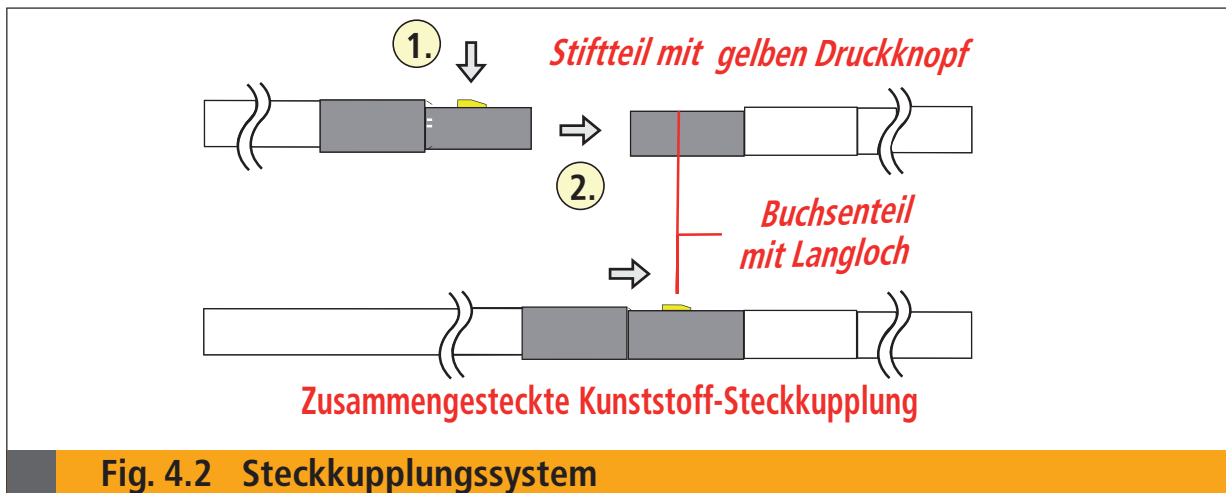 1.
Stiftteil mit gelben Druckknopf
2.
Buchsenteil
mit Langloch
Zusammengesteckte Kunststoff-Steckkupplung
Fig. 4.2 Steckkupplungssystem